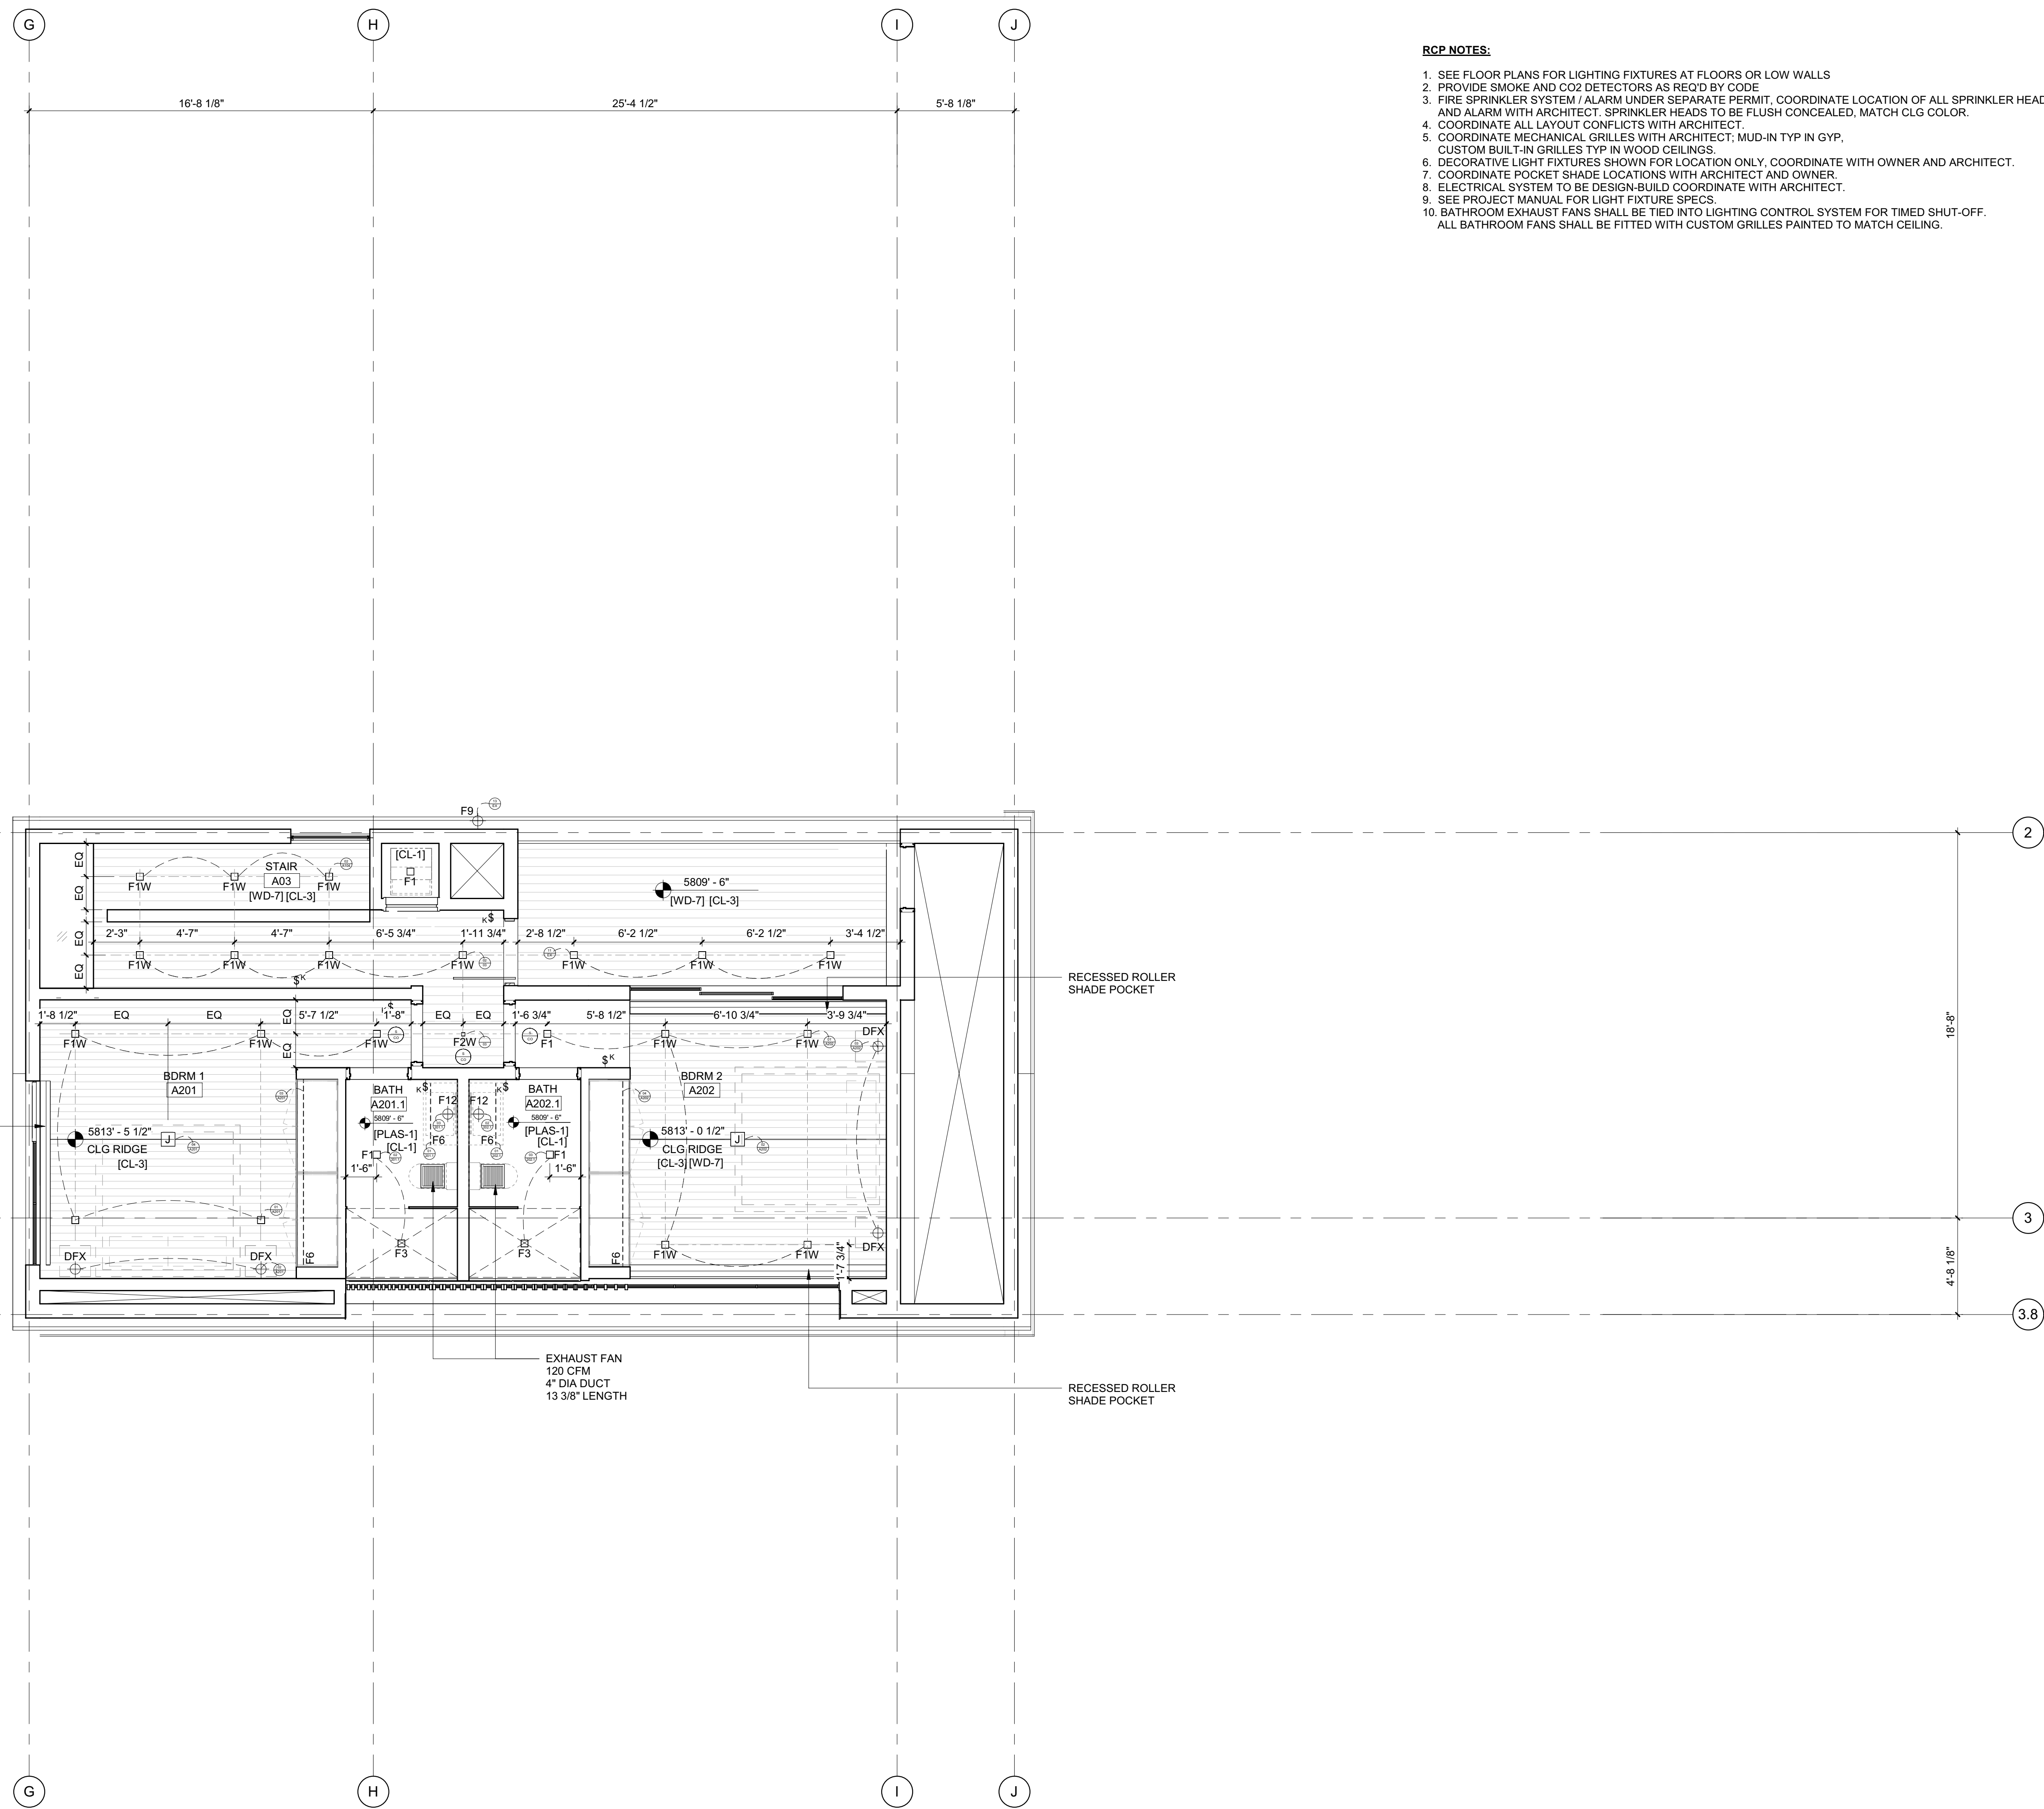 G
H
I
J
RCP NOTES:
1. SEE FLOOR PLANS FOR LIGHTING FIXTURES AT FLOORS OR LOW WALLS
2. PROVIDE SMOKE AND CO2 DETECTORS AS REQ'D BY CODE
3. FIRE SPRINKLER SYSTEM / ALARM UNDER SEPARATE PERMIT, COORDINATE LOCATION OF ALL SPRINKLER HEAD
AND ALARM WITH ARCHITECT. SPRINKLER HEADS TO BE FLUSH CONCEALED, MATCH CLG COLOR.
4. COORDINATE ALL LAYOUT CONFLICTS WITH ARCHITECT.
5. COORDINATE MECHANICAL GRILLES WITH ARCHITECT; MUD-IN TYP IN GYP,
CUSTOM BUILT-IN GRILLES TYP IN WOOD CEILINGS.
6. DECORATIVE LIGHT FIXTURES SHOWN FOR LOCATION ONLY, COORDINATE WITH OWNER AND ARCHITECT.
7. COORDINATE POCKET SHADE LOCATIONS WITH ARCHITECT AND OWNER.
8. ELECTRICAL SYSTEM TO BE DESIGN-BUILD COORDINATE WITH ARCHITECT.
9. SEE PROJECT MANUAL FOR LIGHT FIXTURE SPECS.
10. BATHROOM EXHAUST FANS SHALL BE TIED INTO LIGHTING CONTROL SYSTEM FOR TIMED SHUT-OFF.
ALL BATHROOM FANS SHALL BE FITTED WITH CUSTOM GRILLES PAINTED TO MATCH CEILING.
16'-8 1/8"
25'-4 1/2"
5'-8 1/8"
F9
2
EQ
STAIR
A03
[WD-7] [CL-3]
F1W
F1W
F1W
[CL-1]
F1
5809' - 6"
[WD-7] [CL-3]
EQ
K $
EQ
2'-3"
4'-7"
4'-7"
6'-5 3/4"
1'-11 3/4"
2'-8 1/2"
6'-2 1/2"
6'-2 1/2"
3'-4 1/2"
F1W
F1W
F1W
F1W
F1W
F1W
F1W
EQ
$ K
RECESSED ROLLER
SHADE POCKET
1'-8 1/2"
EQ
EQ
EQ
5'-7 1/2"
$
1'-8"
EQ
EQ
1'-6 3/4"
5'-8 1/2"
6'-10 3/4"
3'-9 3/4"
18'-8"
F1W
F1W
EQ
F1W
F2W
F1
F1W
F1W
DFX
$ K
BDRM 1
A201
BATH
A201.1
5809' - 6"
[PLAS-1]
[CL-1]
K $
F12
F6
K $
F12
F6
BATH
A202.1
5809' - 6"
[PLAS-1]
[CL-1]
BDRM 2
A202
5813' - 5 1/2"
CLG RIDGE
[CL-3]
J
F1
1'-6"
F1
1'-6"
5813' - 0 1/2"
CLG RIDGE
[CL-3] [WD-7]
J
3
DFX
DFX
F6
F3
F3
F6
F1W
F1W
1'-7 3/4"
DFX
4'-8 1/8"
3.8
EXHAUST FAN
120 CFM
4" DIA DUCT
13 3/8" LENGTH
RECESSED ROLLER
SHADE POCKET
G
H
I
J